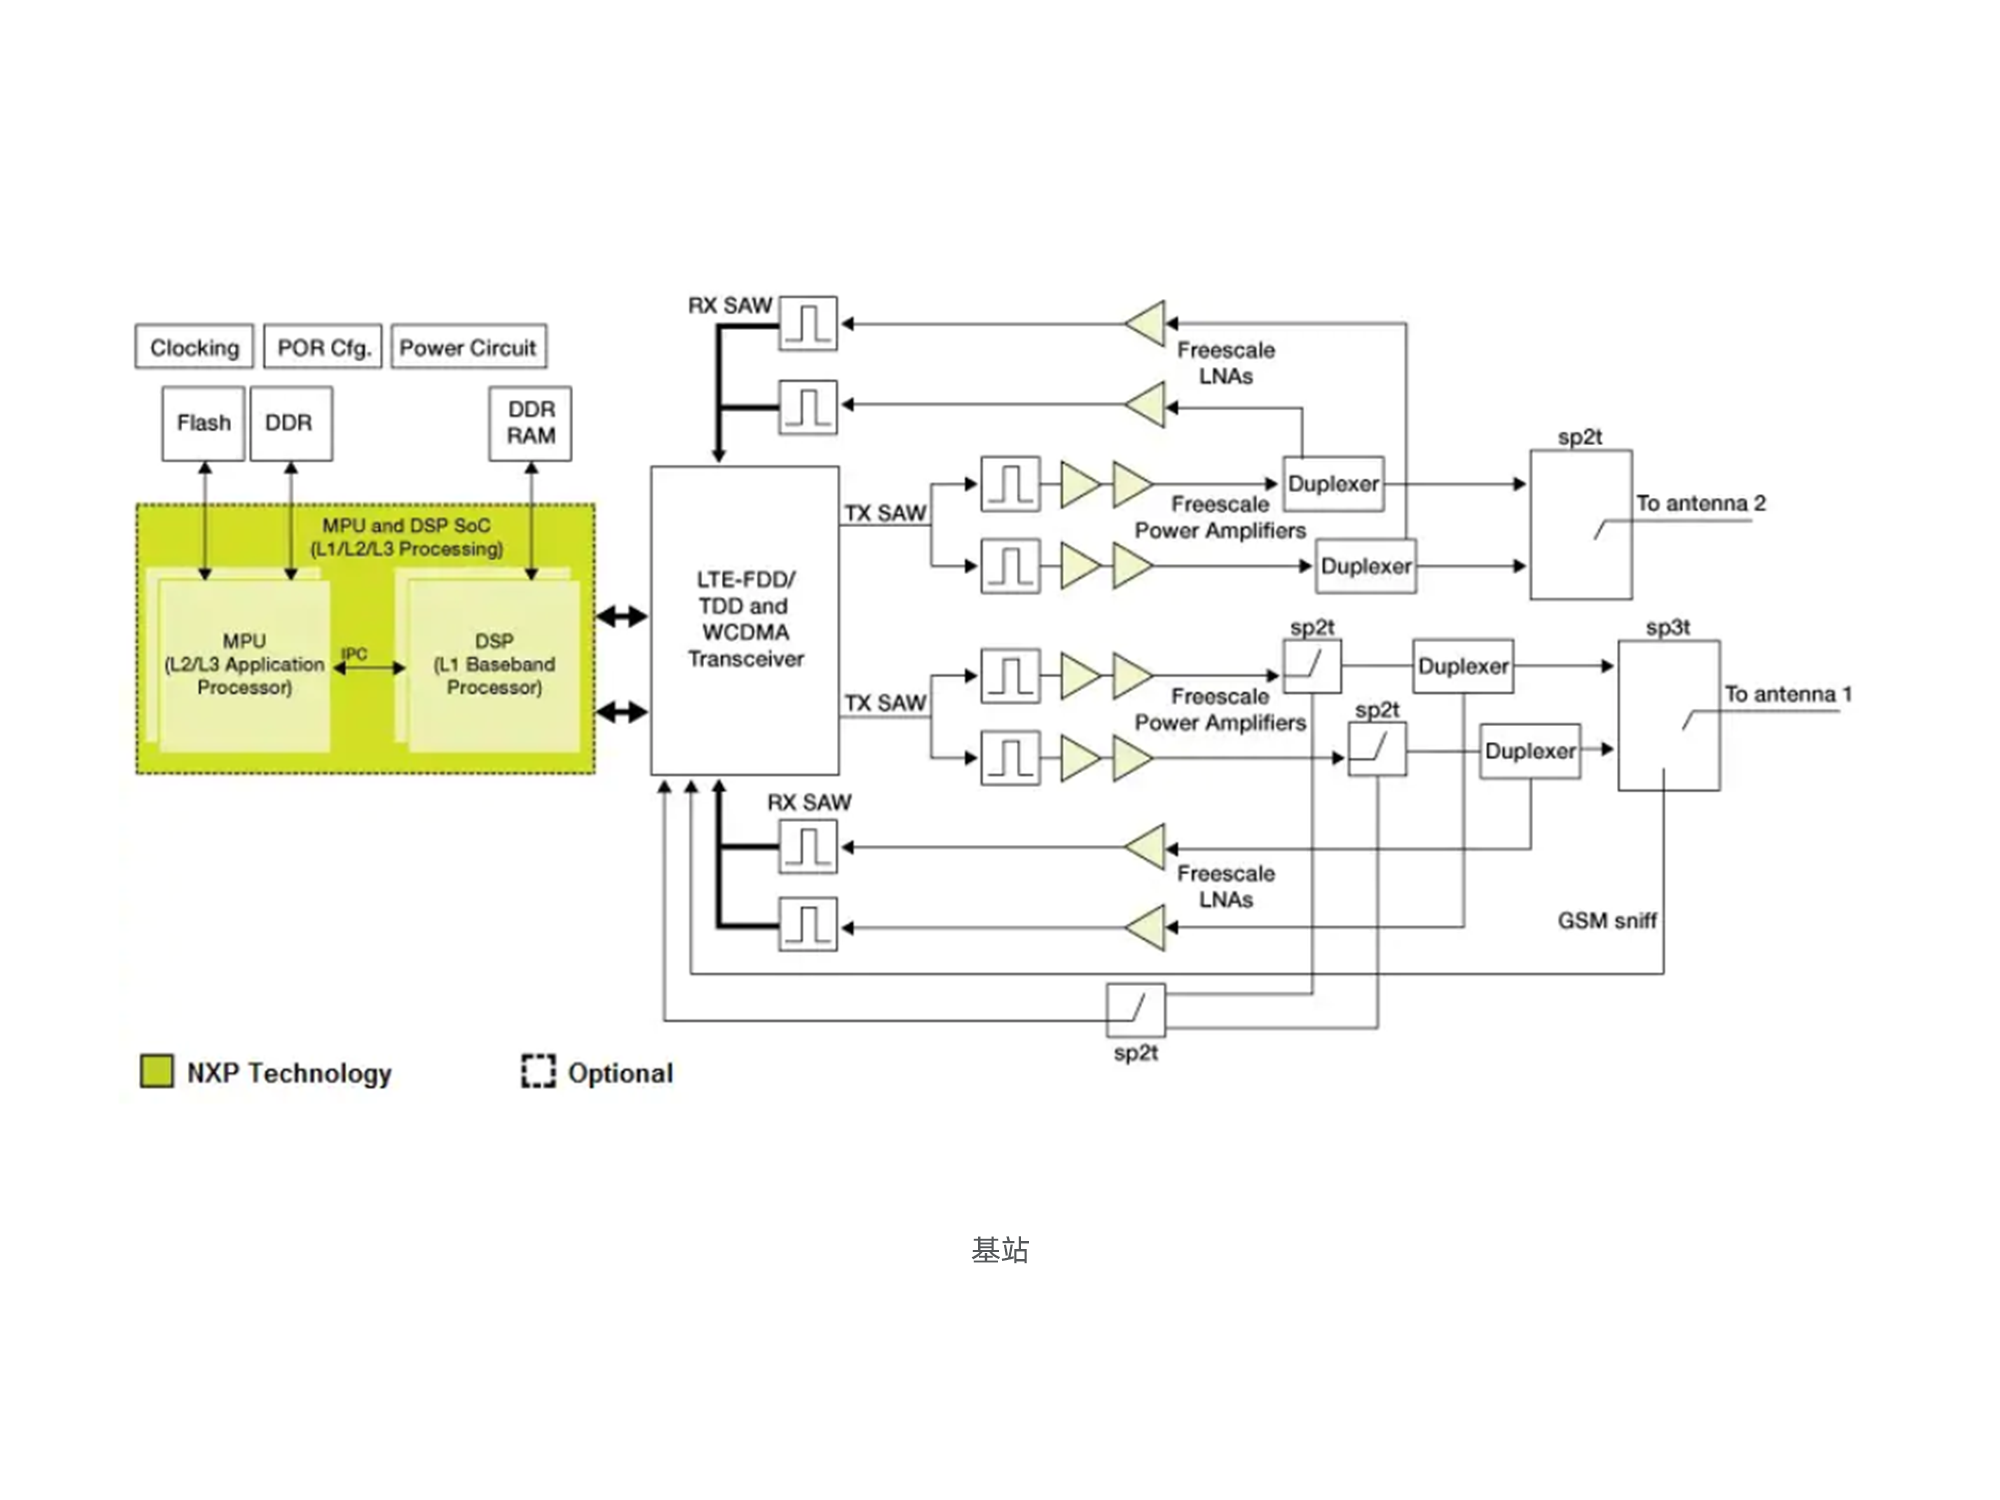 RX SAW
Clocking
POR Cfg.
Power Circuit
Freescale
LNAs
Flash
DDR
DDR
RAM
sp2t
MPU and DSP SoC
(L1/L2/L3 Processing)
TX SAW
Duplexer
Freescale
Power Amplifiers
To antenna 2
LTE-FDD/
TDD and
WCDMA
Transceiver
Duplexer
MPU
(L2/L3 Application
Processor)
IPC
DSP
(L1 Baseband
Processor)
sp2t
sp3t
TX SAW
Duplexer
Freescale
Power Amplifiers
To antenna 1
sp2t
Duplexer
RX SAW
Freescale
LNAs
GSM sniff
sp2t
NXP Technology
Optional
基站